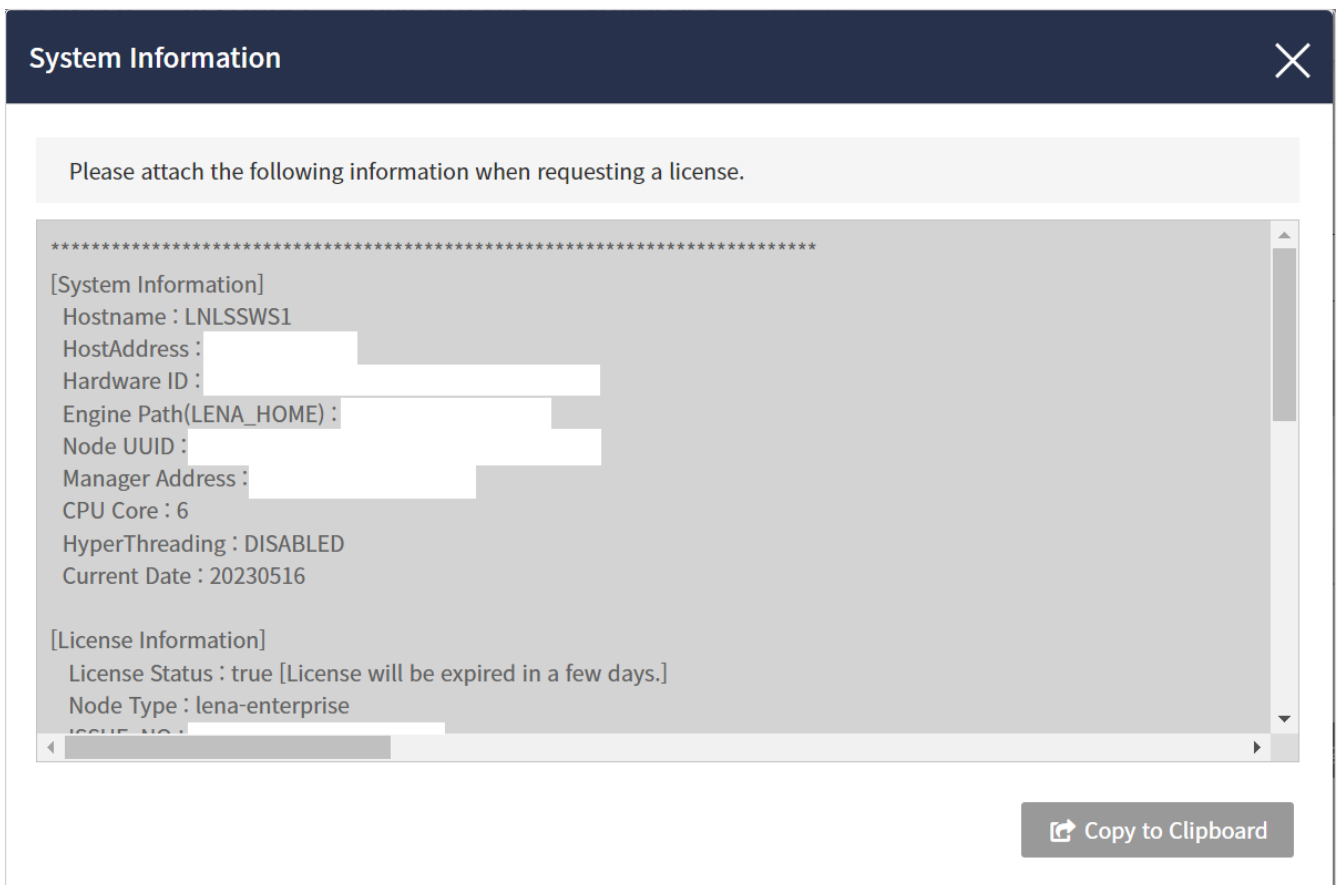 System Information
Please attach the following information when requesting a license.
****************************************************************************
[System Information]
Hostname : LNLSSWS1
HostAddress :
Hardware ID :
Engine Path(LENA_HOME) :
Node UUID :
Manager Address :
CPU Core : 6
HyperThreading : DISABLED
Current Date : 20230516
[License Information]
License Status : true [License will be expired in a few days.]
Node Type : lena-enterprise
Copy to Clipboard